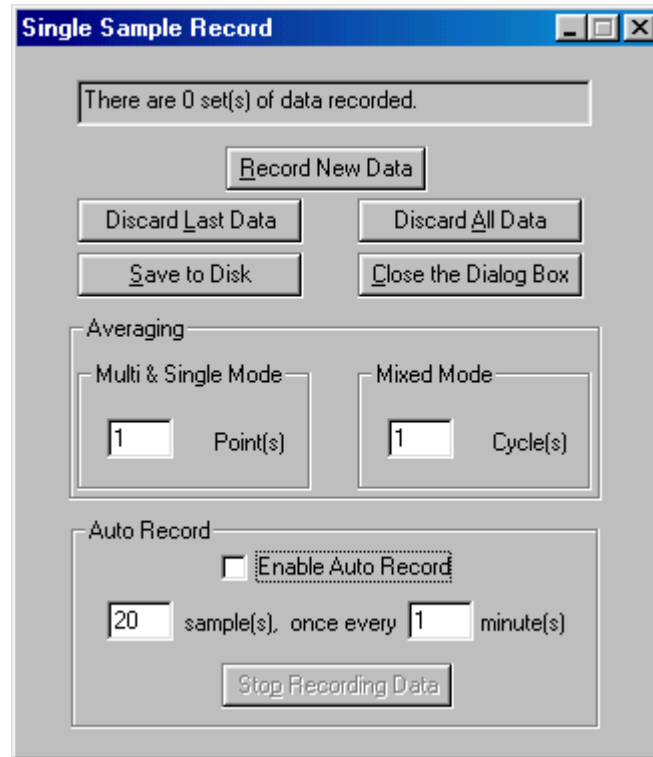 Single Sample Record
There are 0 set(s) of data recorded.
Record New Data
Discard Last Data
Discard All Data
Save to Disk
Close the Dialog Box
Averaging
Multi & Single Mode
1 Point(s)
Mixed Mode
1 Cycle(s)
Auto Record
Enable Auto Record
20 sample(s), once every 1 minute(s)
Stop Recording Data